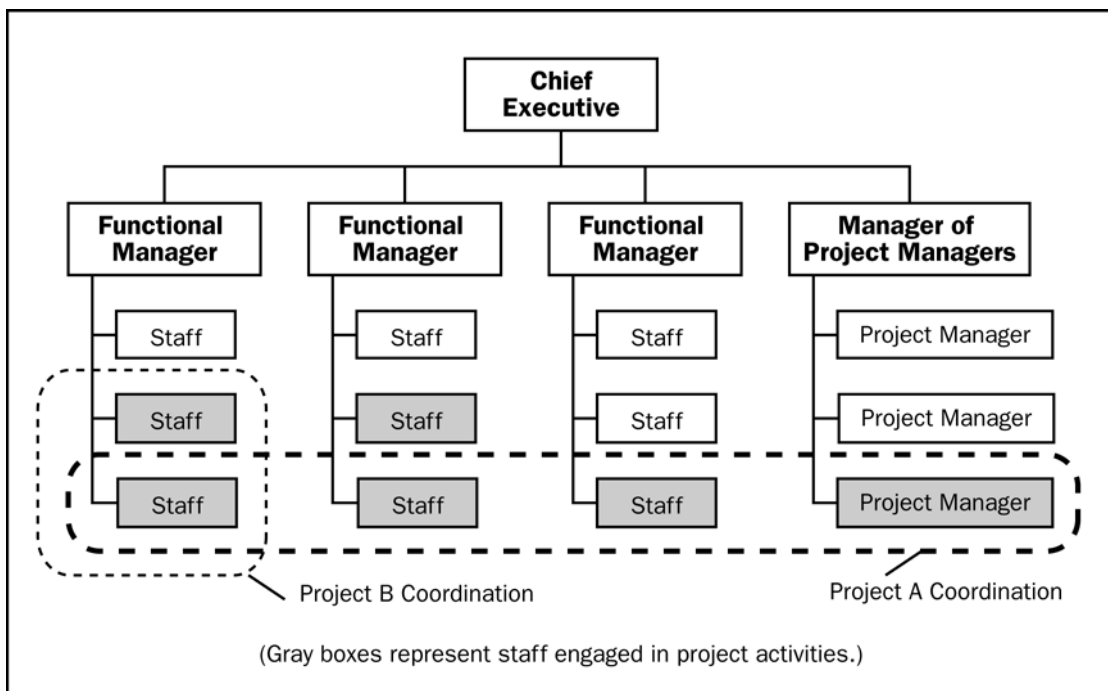 Chief
Executive
Functional
Manager
Functional
Manager
Functional
Manager
Manager of
Project Managers
Staff
Staff
Staff
Project Manager
Staff
Staff
Staff
Project Manager
Staff
Staff
Staff
Project Manager
Project B Coordination
Project A Coordination
(Gray boxes represent staff engaged in project activities.)